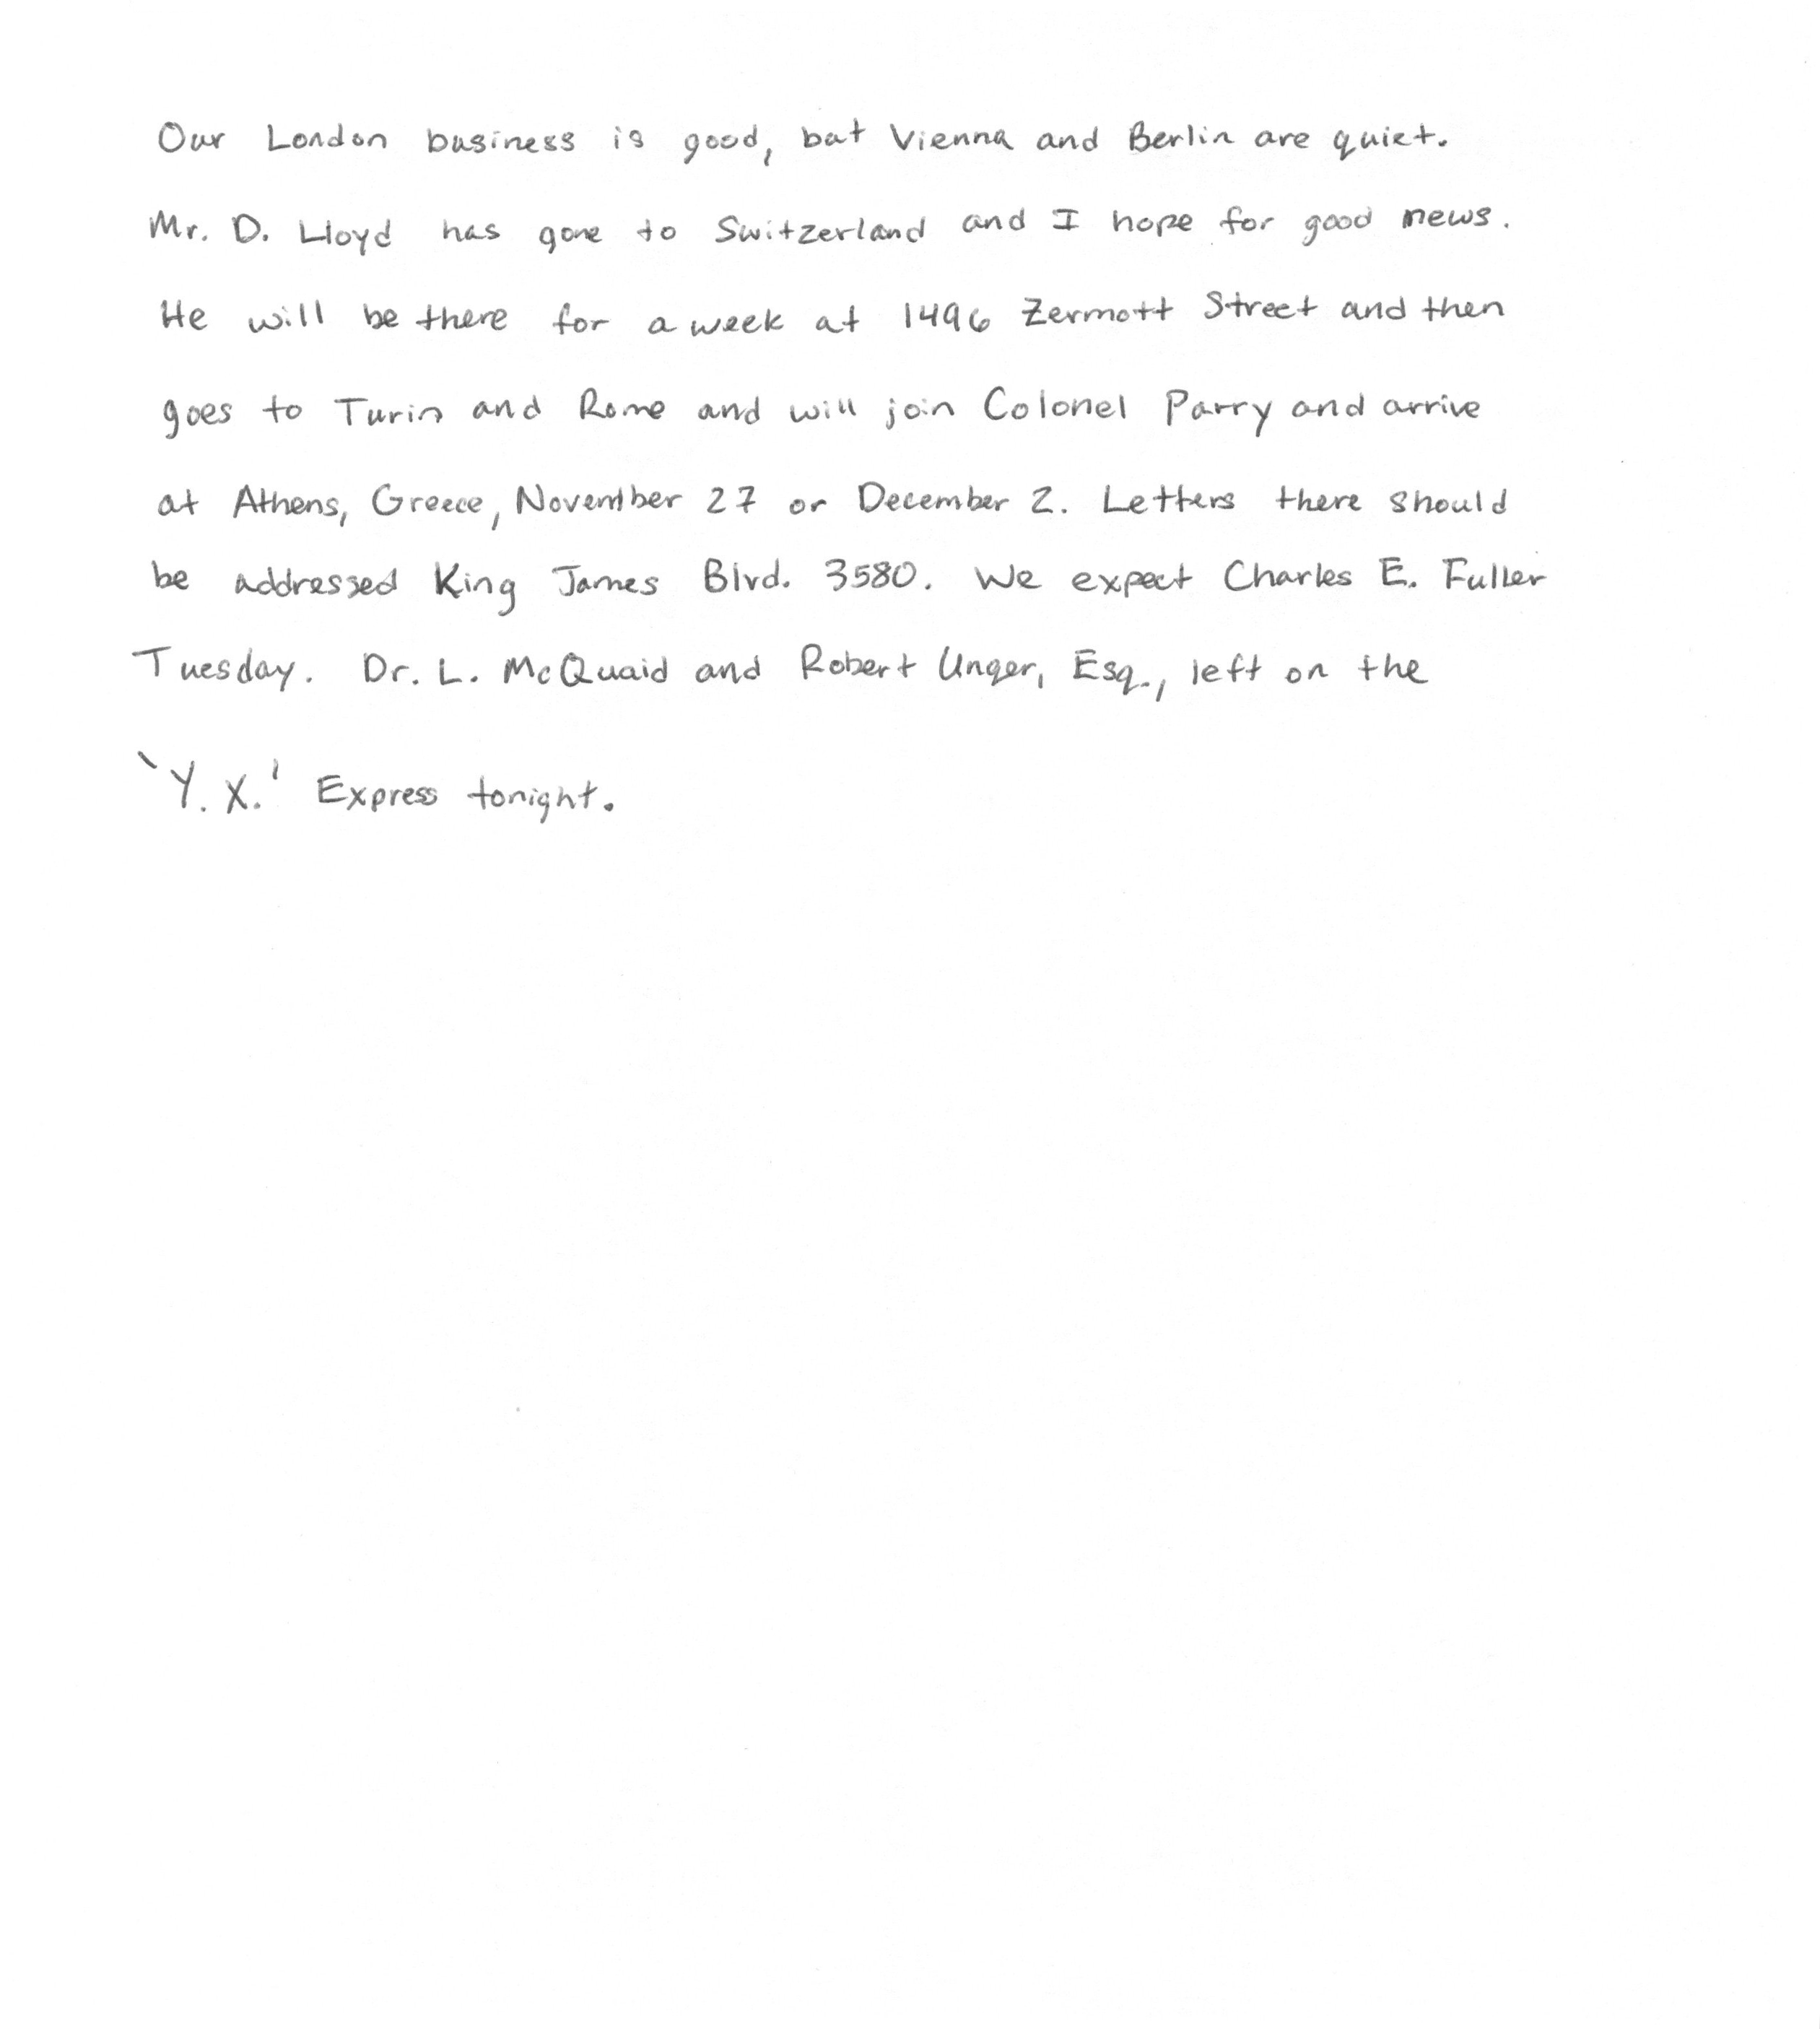 Our London business is good, but Vienna and Berlin are quiet.
Mr. D. Lloyd has gone to Switzerland and I hope for good news.
He will be there for a week at 1496 Zermott Street and then
goes to Turin and Rome and will join Colonel Parry and arrive
at Athens, Greece, November 27 or December 2. Letters there should
be addressed King James Blvd. 3580. We expect Charles E. Fuller
Tuesday. Dr. L. McQuaid and Robert Unger, Esq., left on the
'Y. X.' Express tonight.